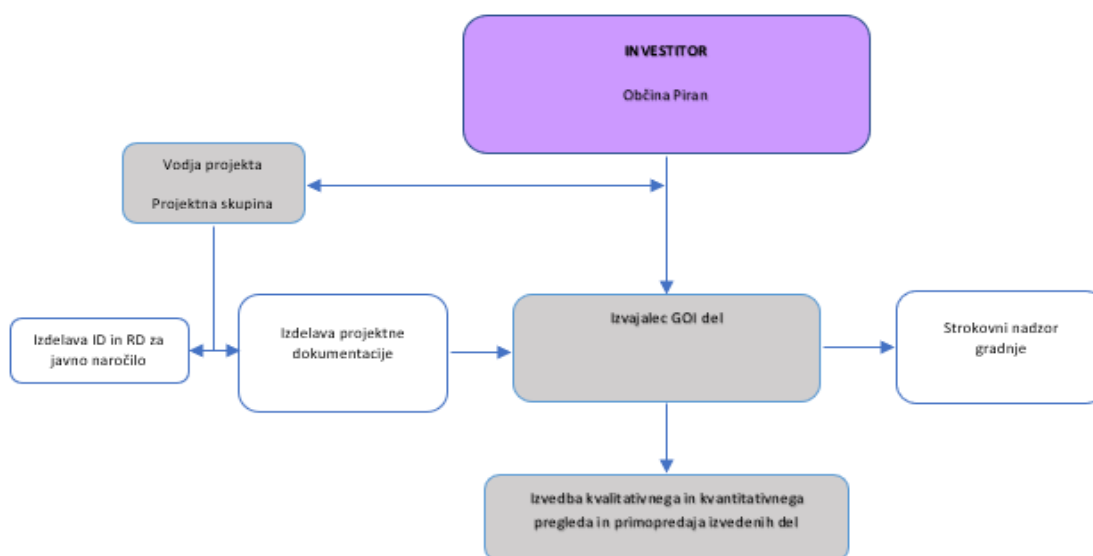 INVESTITOR
Občina Piran
Vodja projekta
Projektna skupina
Izdelava ID in RD za
javno naročilo
Izdelava projektne
dokumentacije
Izvajalec GOI del
Strokovni nadzor
gradnje
Izvedba kvalitativnega in kvantitativnega
pregleda in primopredaja izvedenih del